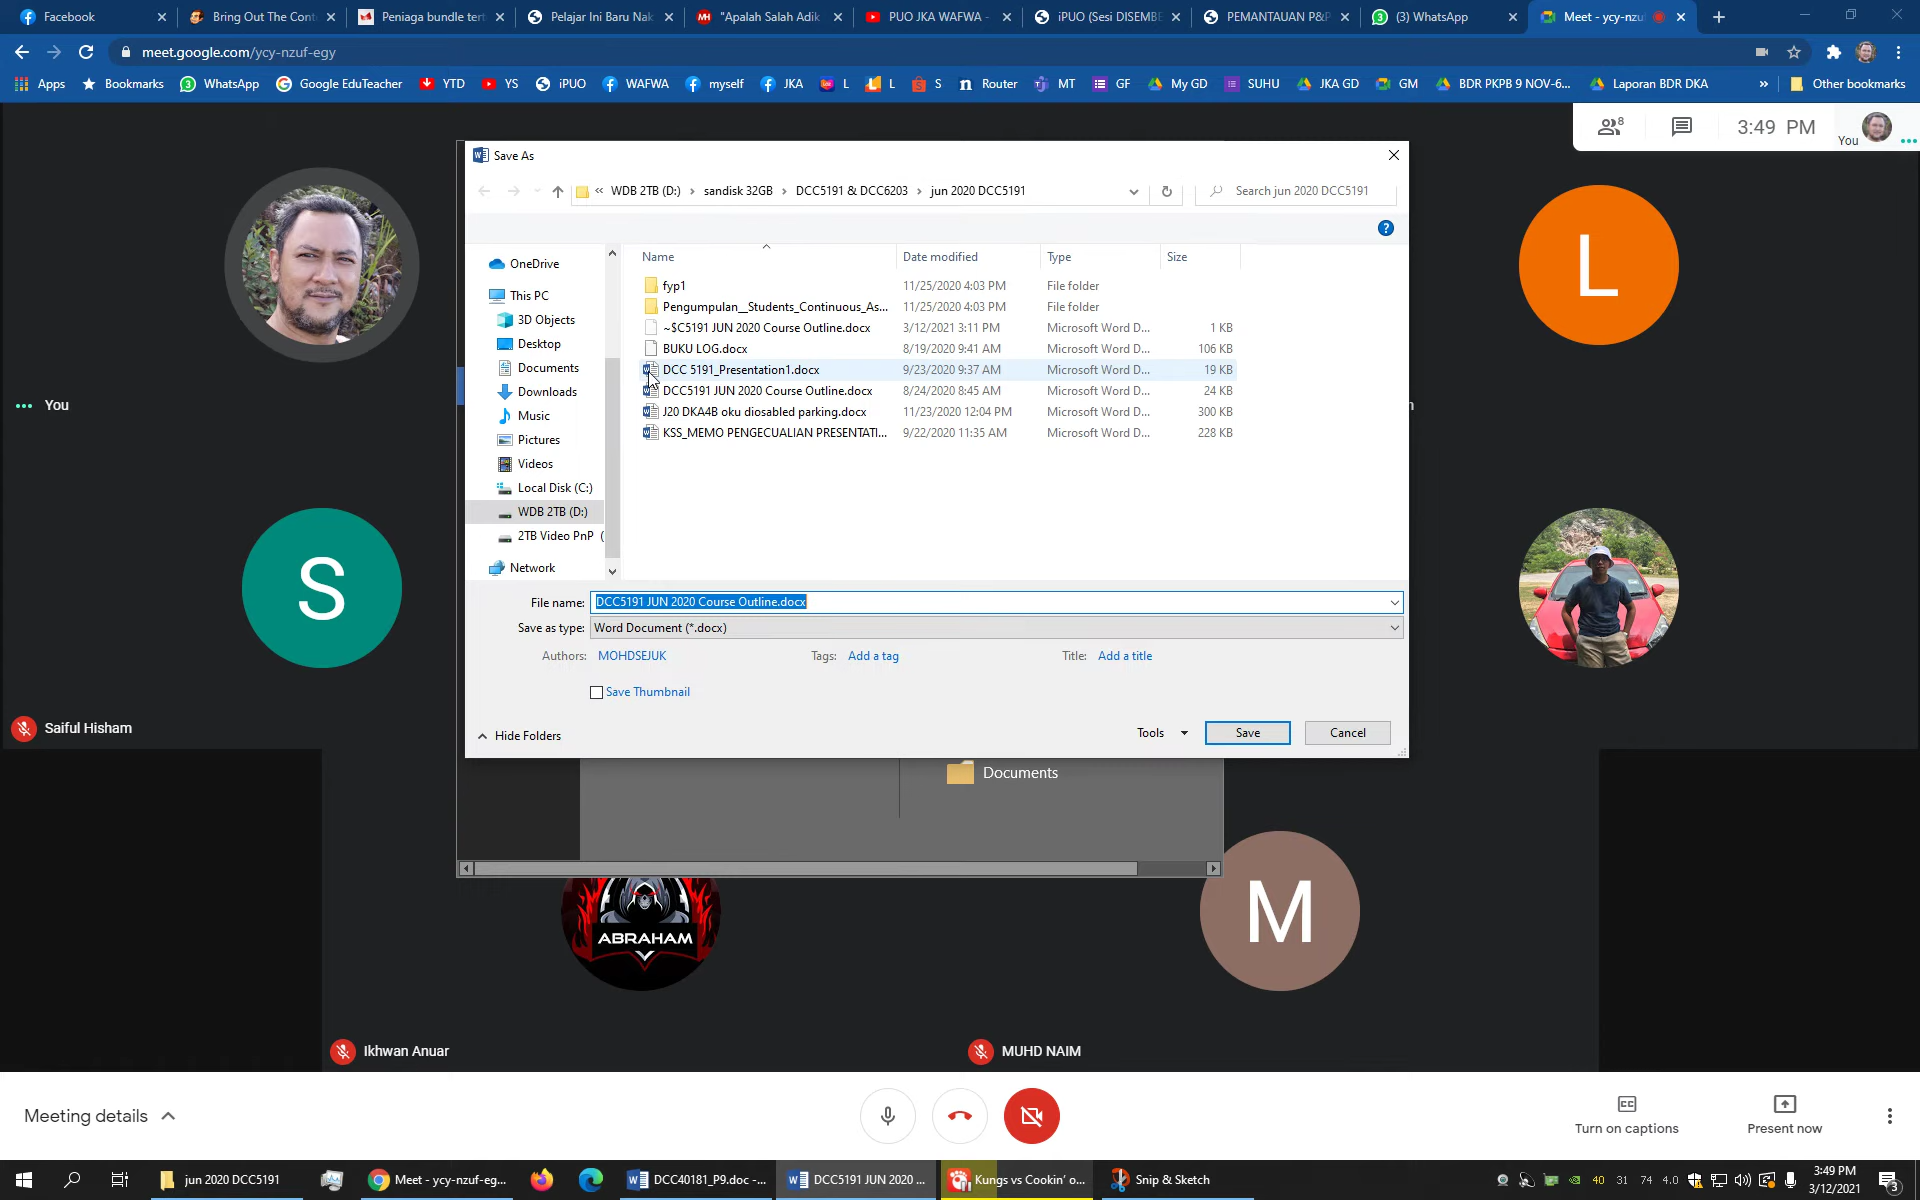 Facebook
Bring Out The Cont
Peniaga bundle tert
Pelajar Ini Baru Nak
"Apalah Salah Adik
PUO JKA WAFWA -
iPUO (Sesi DISEMBE
PEMANTAUAN P&P
(3) WhatsApp
Meet - ycy-nzu
meet.google.com/ycy-nzuf-egy
Apps
Bookmarks
WhatsApp
Google EduTeacher
YTD
YS
iPUO
WAFWA
myself
JKA
L
L
S
Router
MT
GF
My GD
SUHU
JKA GD
GM
BDR PKPB 9 NOV-6...
Laporan BDR DKA
»
Other bookmarks
8
3:49 PM
You
Save As
« WDB 2TB (D:) › sandisk 32GB › DCC5191 & DCC6203 › jun 2020 DCC5191
Search jun 2020 DCC5191
OneDrive
This PC
3D Objects
Desktop
Documents
Downloads
Music
Pictures
Videos
Local Disk (C:)
WDB 2TB (D:)
2TB Video PnP (
Network
Name Date modified Type Size
fyp1 11/25/2020 4:03 PM File folder
Pengumpulan__Students_Continuous_As... 11/25/2020 4:03 PM File folder
~$C5191 JUN 2020 Course Outline.docx 3/12/2021 3:11 PM Microsoft Word D... 1 KB
BUKU LOG.docx 8/19/2020 9:41 AM Microsoft Word D... 106 KB
DCC 5191_Presentation1.docx 9/23/2020 9:37 AM Microsoft Word D... 19 KB
DCC5191 JUN 2020 Course Outline.docx 8/24/2020 8:45 AM Microsoft Word D... 24 KB
J20 DKA4B oku diosabled parking.docx 11/23/2020 12:04 PM Microsoft Word D... 300 KB
KSS_MEMO PENGECUALIAN PRESENTATI... 9/22/2020 11:35 AM Microsoft Word D... 228 KB
File name: DCC5191 JUN 2020 Course Outline.docx
Save as type: Word Document (*.docx)
Authors: MOHDSEJUK Tags: Add a tag Title: Add a title
Save Thumbnail
Hide Folders
Tools
Save
Cancel
Documents
You
L
S
Saiful Hisham
ABRAHAM
M
Ikhwan Anuar
MUHD NAIM
Meeting details
Turn on captions
Present now
jun 2020 DCC5191
Meet - ycy-nzuf-eg...
DCC40181_P9.doc -...
DCC5191 JUN 2020 ...
Kungs vs Cookin' o...
Snip & Sketch
40 31 74 4.0
3:49 PM
3/12/2021
3